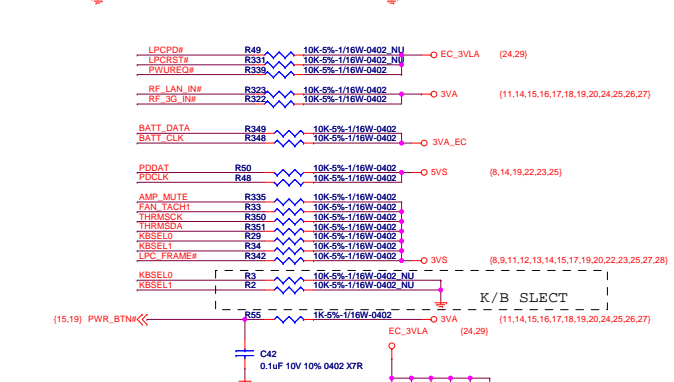 LPCPD# R49 10K-5%-1/16W-0402_NU EC_3VLA {24,29}
LPCRST# R331 10K-5%-1/16W-0402_NU
PWUREQ# R339 10K-5%-1/16W-0402
RF_LAN_IN# R323 10K-5%-1/16W-0402 3VA {11,14,15,16,17,18,19,20,24,25,26,27}
RF_3G_IN# R322 10K-5%-1/16W-0402
BATT_DATA R349 10K-5%-1/16W-0402
BATT_CLK R348 10K-5%-1/16W-0402 3VA_EC
PDDAT R50 10K-5%-1/16W-0402 5VS {8,14,19,22,23,25}
PDCLK R48 10K-5%-1/16W-0402
AMP_MUTE R335 10K-5%-1/16W-0402
FAN_TACH1 R33 10K-5%-1/16W-0402
THRMSCK R350 10K-5%-1/16W-0402
THRMSDA R351 10K-5%-1/16W-0402
KBSEL0 R29 10K-5%-1/16W-0402
KBSEL1 R34 10K-5%-1/16W-0402
LPC_FRAME# R342 10K-5%-1/16W-0402 3VS {8,9,11,12,13,14,15,17,19,20,22,23,25,27,28}
KBSEL0 R3 10K-5%-1/16W-0402_NU
KBSEL1 R2 10K-5%-1/16W-0402_NU
K/B SLECT
{15,19} PWR_BTN# R55 1K-5%-1/16W-0402 3VA {11,14,15,16,17,18,19,20,24,25,26,27}
EC_3VLA {24,29}
C42
0.1uF 10V 10% 0402 X7R